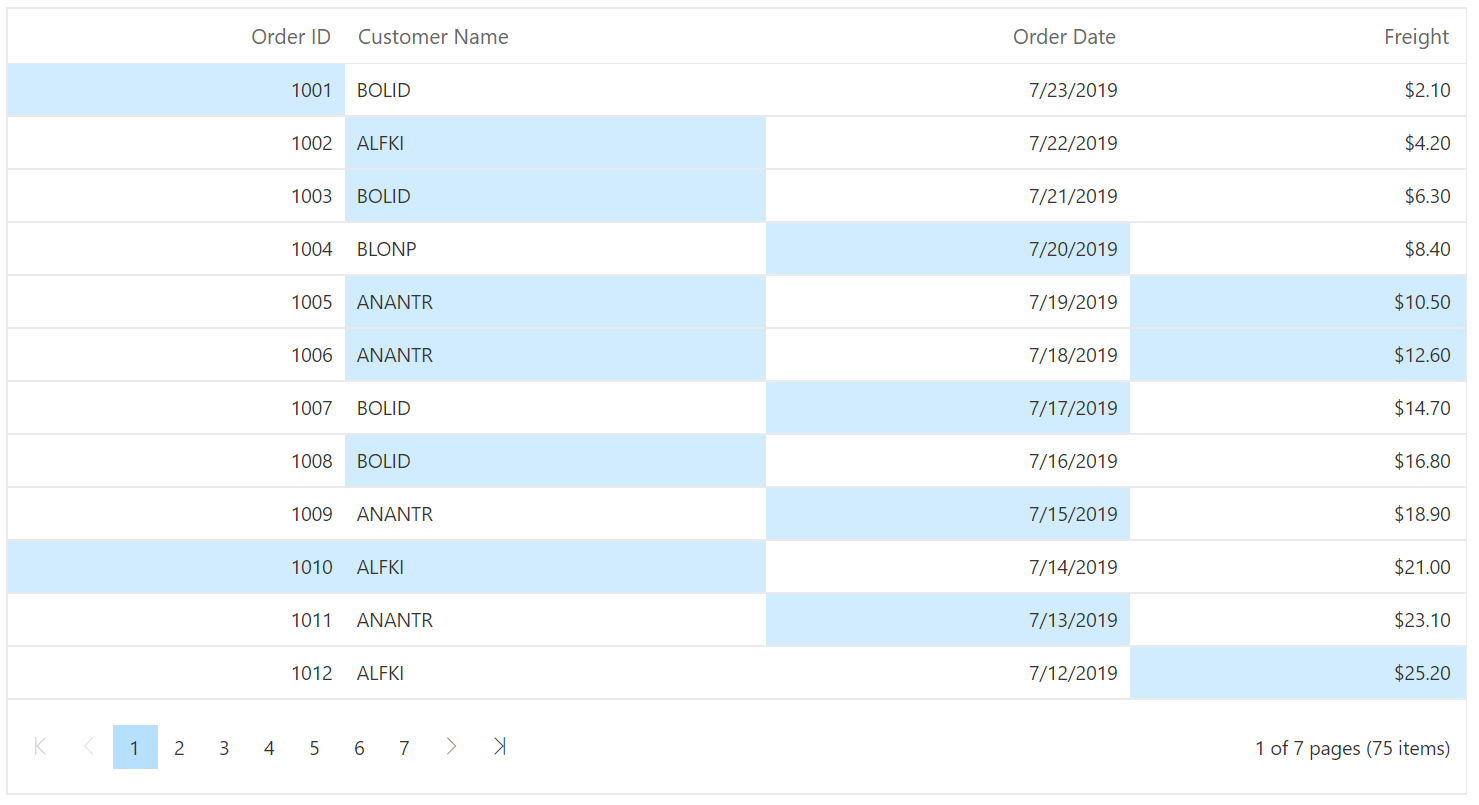 Order ID Customer Name Order Date Freight
1001 BOLID 7/23/2019 $2.10
1002 ALFKI 7/22/2019 $4.20
1003 BOLID 7/21/2019 $6.30
1004 BLONP 7/20/2019 $8.40
1005 ANANTR 7/19/2019 $10.50
1006 ANANTR 7/18/2019 $12.60
1007 BOLID 7/17/2019 $14.70
1008 BOLID 7/16/2019 $16.80
1009 ANANTR 7/15/2019 $18.90
1010 ALFKI 7/14/2019 $21.00
1011 ANANTR 7/13/2019 $23.10
1012 ALFKI 7/12/2019 $25.20
1 2 3 4 5 6 7 1 of 7 pages (75 items)